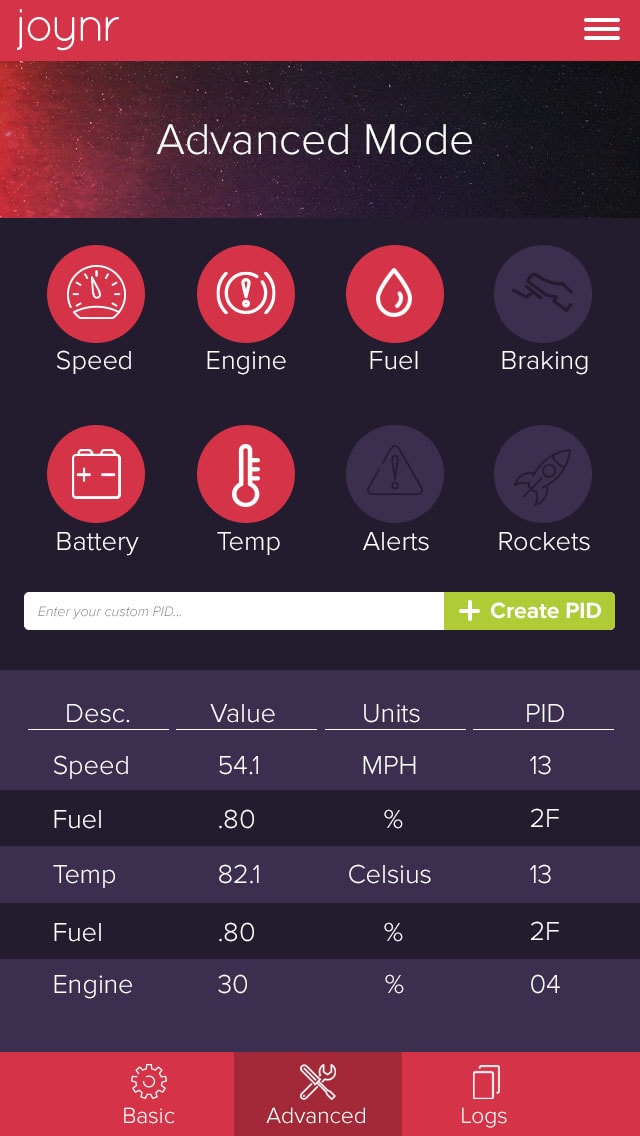 joynr
Advanced Mode
Speed Engine Fuel Braking
Battery Temp Alerts Rockets
Enter your custom PID... + Create PID
Desc. Value Units PID
Speed 54.1 MPH 13
Fuel .80 % 2F
Temp 82.1 Celsius 13
Fuel .80 % 2F
Engine 30 % 04
Basic Advanced Logs